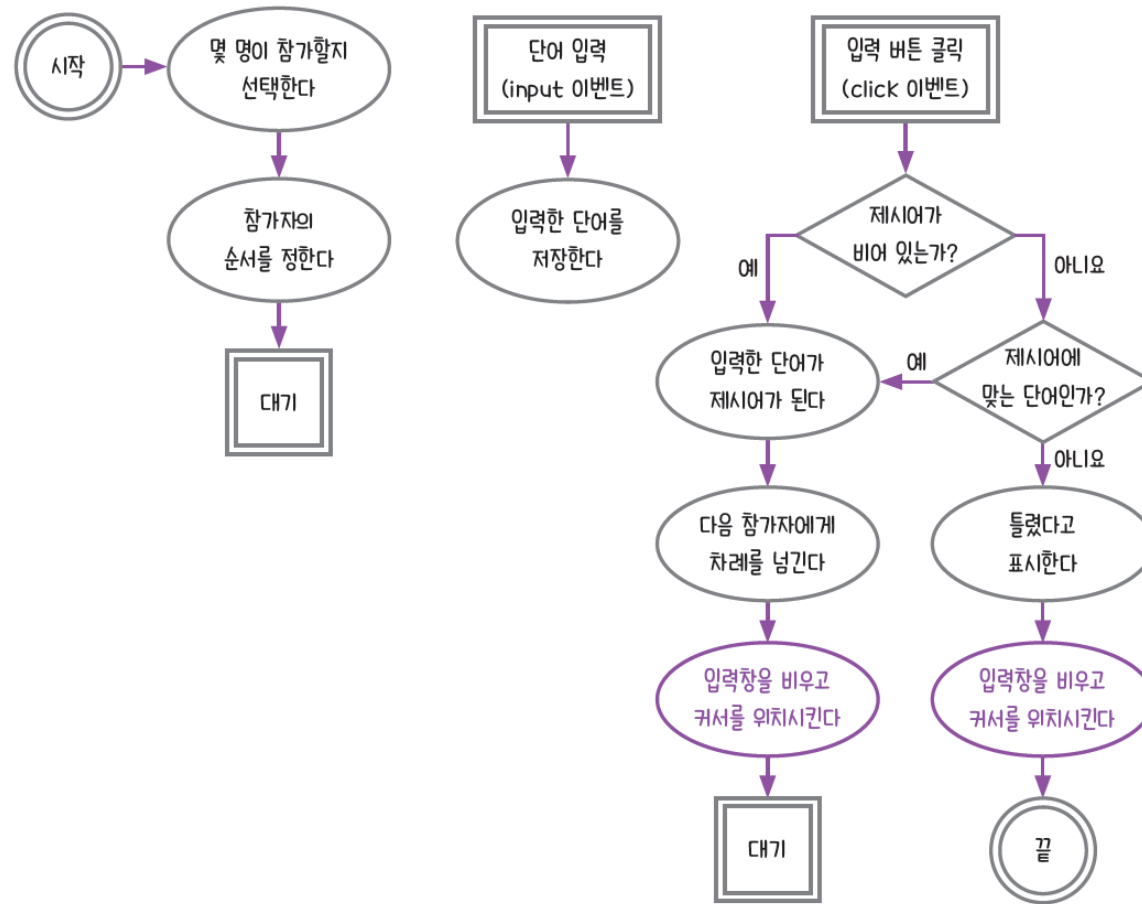 시작
몇 명이 참가할지
선택한다
참가자의
순서를 정한다
대기
단어 입력
(input 이벤트)
입력한 단어를
저장한다
입력 버튼 클릭
(click 이벤트)
제시어가
비어 있는가?
예
아니요
입력한 단어가
제시어가 된다
예
제시어에
맞는 단어인가?
아니요
다음 참가자에게
차례를 넘긴다
틀렸다고
표시한다
입력창을 비우고
커서를 위치시킨다
입력창을 비우고
커서를 위치시킨다
대기
끝